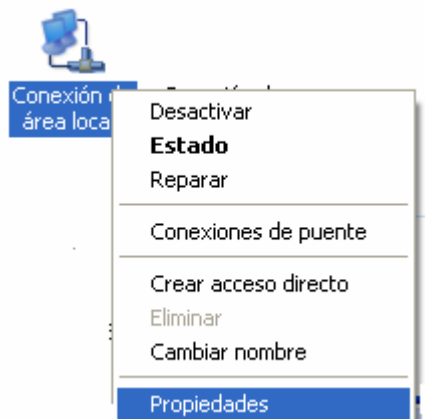 Conexión
área loca
Desactivar
Estado
Reparar
Conexiones de puente
Crear acceso directo
Eliminar
Cambiar nombre
Propiedades